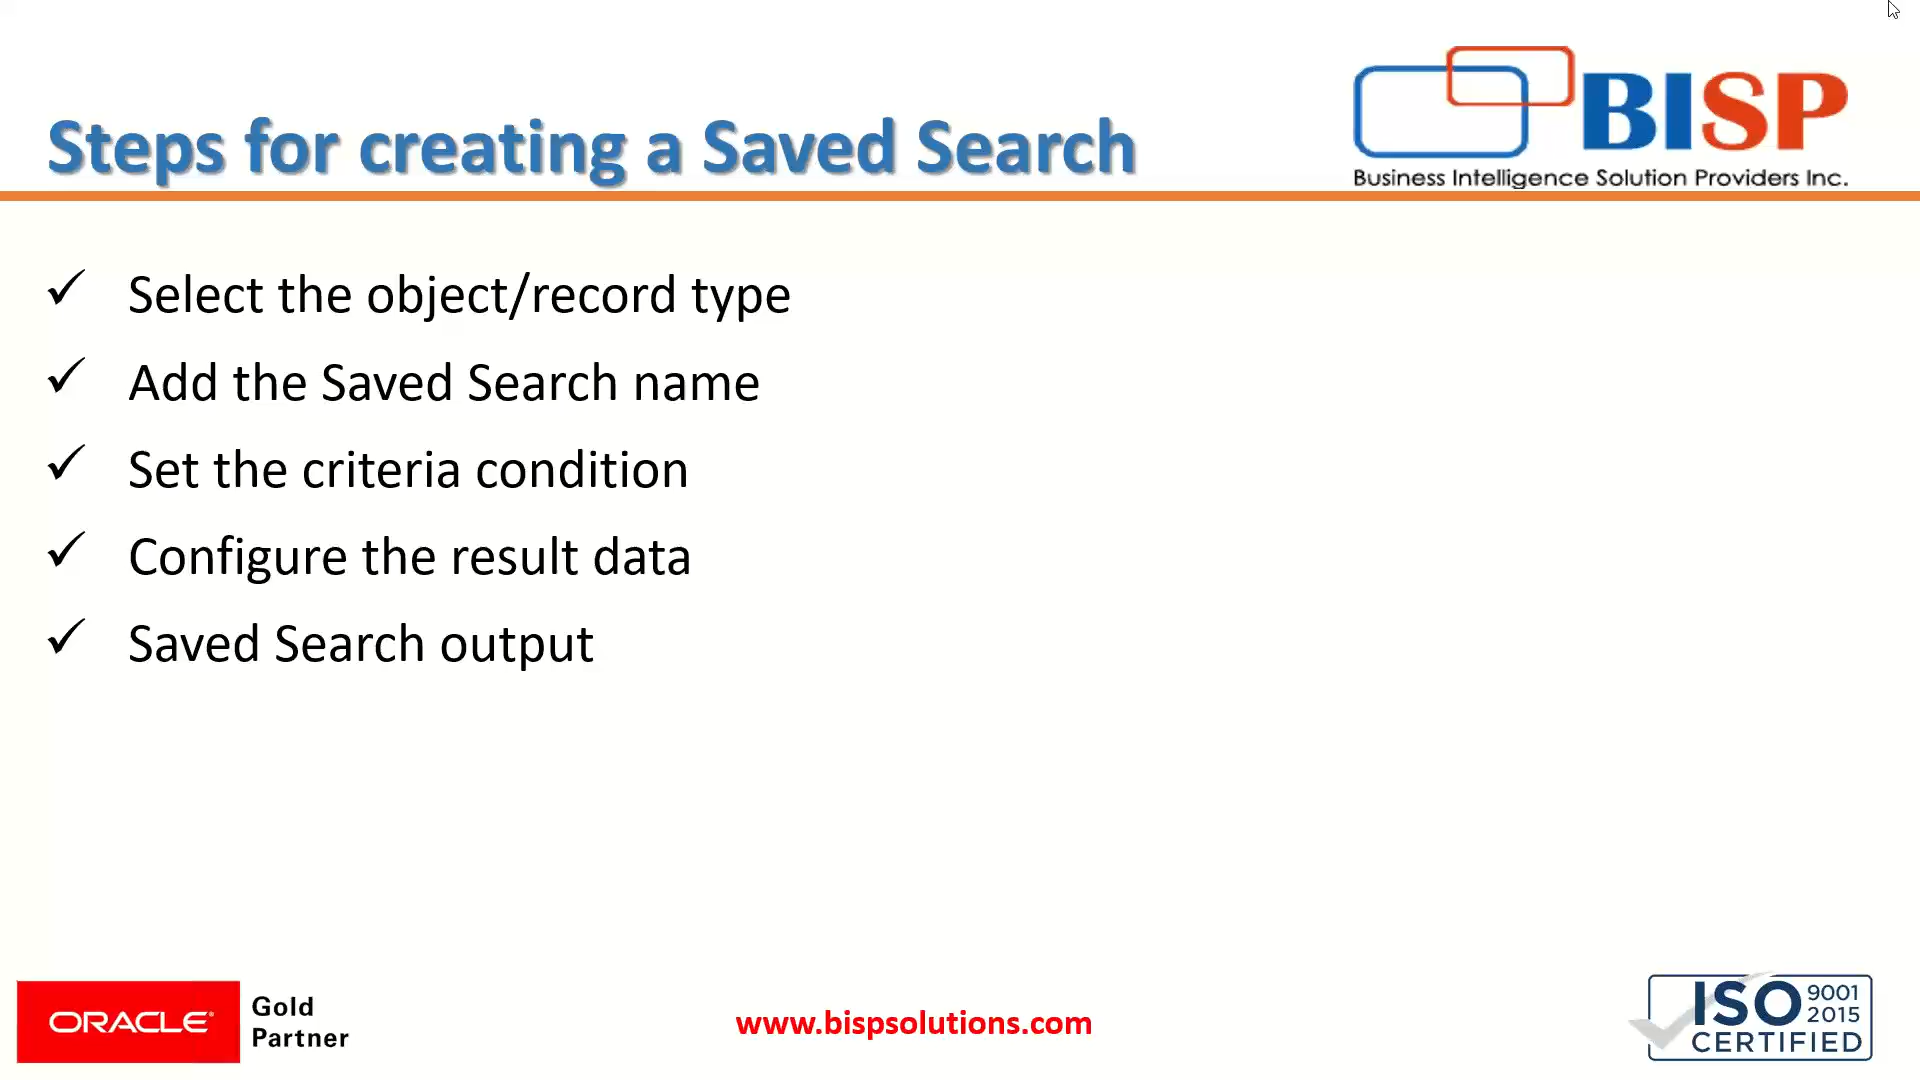 BISP
Business Intelligence Solution Providers Inc.
Steps for creating a Saved Search
✓ Select the object/record type
✓ Add the Saved Search name
✓ Set the criteria condition
✓ Configure the result data
✓ Saved Search output
ORACLE®
Gold
Partner
www.bispsolutions.com
ISO 9001
2015
CERTIFIED